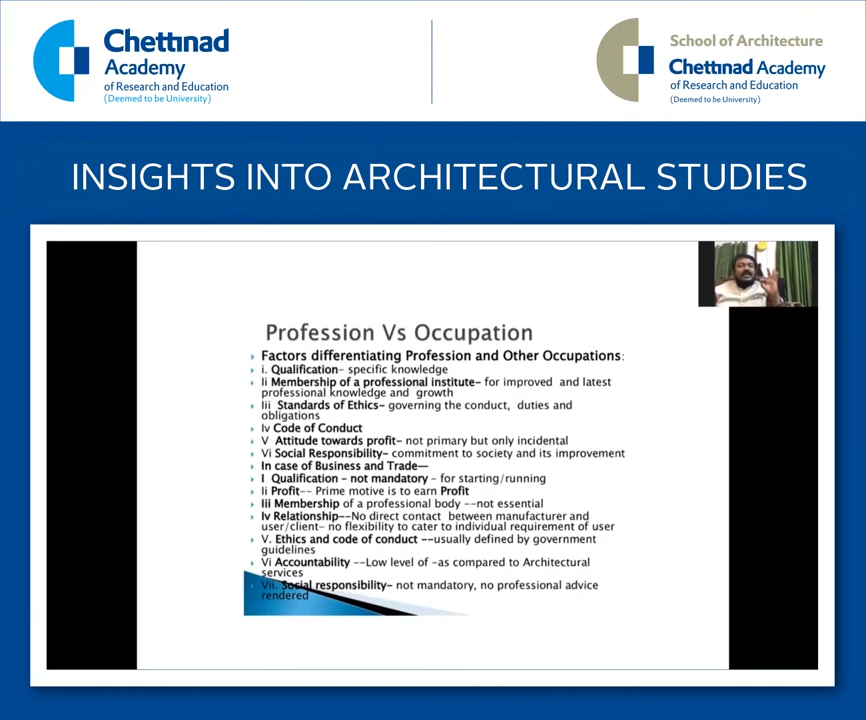 Chettinad
Academy
of Research and Education
(Deemed to be University)
School of Architecture
Chettinad Academy
of Research and Education
(Deemed to be University)
INSIGHTS INTO ARCHITECTURAL STUDIES
Profession Vs Occupation
Factors differentiating Profession and Other Occupations:
i. Qualification- specific knowledge
Ii Membership of a professional institute- for improved and latest
professional knowledge and growth
Iii Standards of Ethics- governing the conduct, duties and
obligations
Iv Code of Conduct
V Attitude towards profit- not primary but only incidental
Vi Social Responsibility- commitment to society and its improvement
In case of Business and Trade—
I Qualification - not mandatory - for starting/running
Ii Profit-- Prime motive is to earn Profit
Iii Membership of a professional body --not essential
Iv Relationship--No direct contact between manufacturer and
user/client- no flexibility to cater to individual requirement of user
V. Ethics and code of conduct --usually defined by government
guidelines
Vi Accountability --Low level of -as compared to Architectural
services
Vii. Social responsibility- not mandatory, no professional advice
rendered